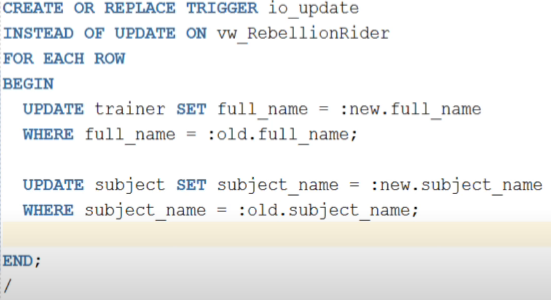 CREATE OR REPLACE TRIGGER io_update
INSTEAD OF UPDATE ON vw_RebellionRider
FOR EACH ROW
BEGIN
  UPDATE trainer SET full_name = :new.full_name
  WHERE full_name = :old.full_name;

  UPDATE subject SET subject_name = :new.subject_name
  WHERE subject_name = :old.subject_name;

END;
/